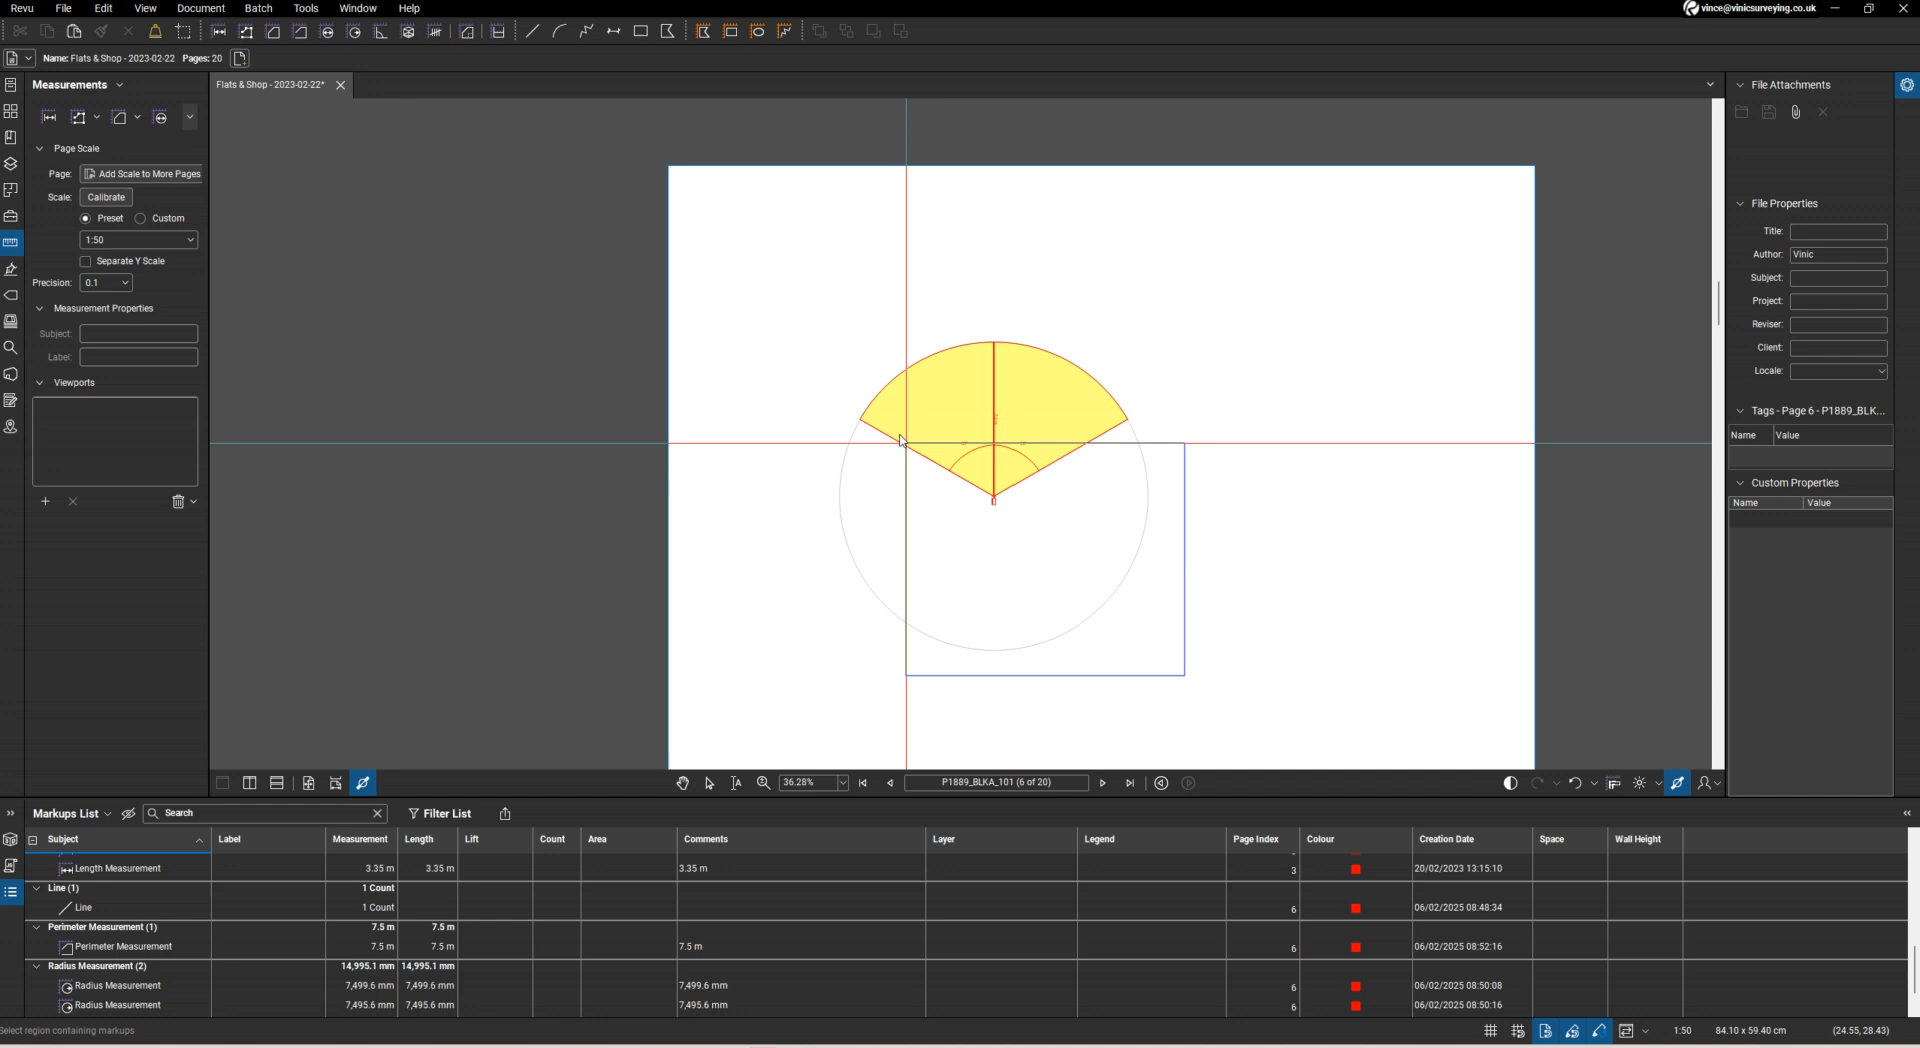 Revu File Edit View Document Batch Tools Window Help
vince@vinicsurveying.co.uk
Name: Flats & Shop - 2023-02-22 Pages: 20
Measurements
Flats & Shop - 2023-02-22*
File Attachments
Page Scale
Page: Add Scale to More Pages
Scale: Calibrate
Preset Custom
1:50
Separate Y Scale
Precision: 0.1
Measurement Properties
Subject:
Label:
Viewports
File Properties
Title:
Author: Vinic
Subject:
Project:
Reviser:
Client:
Locale:
Tags - Page 6 - P1889_BLK...
Name Value
Custom Properties
Name Value
36.28%
P1889_BLKA_101 (6 of 20)
Markups List
Search
Filter List
Subject Label Measurement Length Lift Count Area Comments Layer Legend Page Index Colour Creation Date Space Wall Height
Length Measurement 3.35 m 3.35 m 3.35 m 3 20/02/2023 13:15:10
Line (1) 1 Count
Line 1 Count 6 06/02/2025 08:48:34
Perimeter Measurement (1) 7.5 m 7.5 m
Perimeter Measurement 7.5 m 7.5 m 7.5 m 6 06/02/2025 08:52:16
Radius Measurement (2) 14,995.1 mm 14,995.1 mm
Radius Measurement 7,499.6 mm 7,499.6 mm 7,499.6 mm 6 06/02/2025 08:50:08
Radius Measurement 7,495.6 mm 7,495.6 mm 7,495.6 mm 6 06/02/2025 08:50:16
Select region containing markups
1:50 84.10 x 59.40 cm (24.55, 28.43)